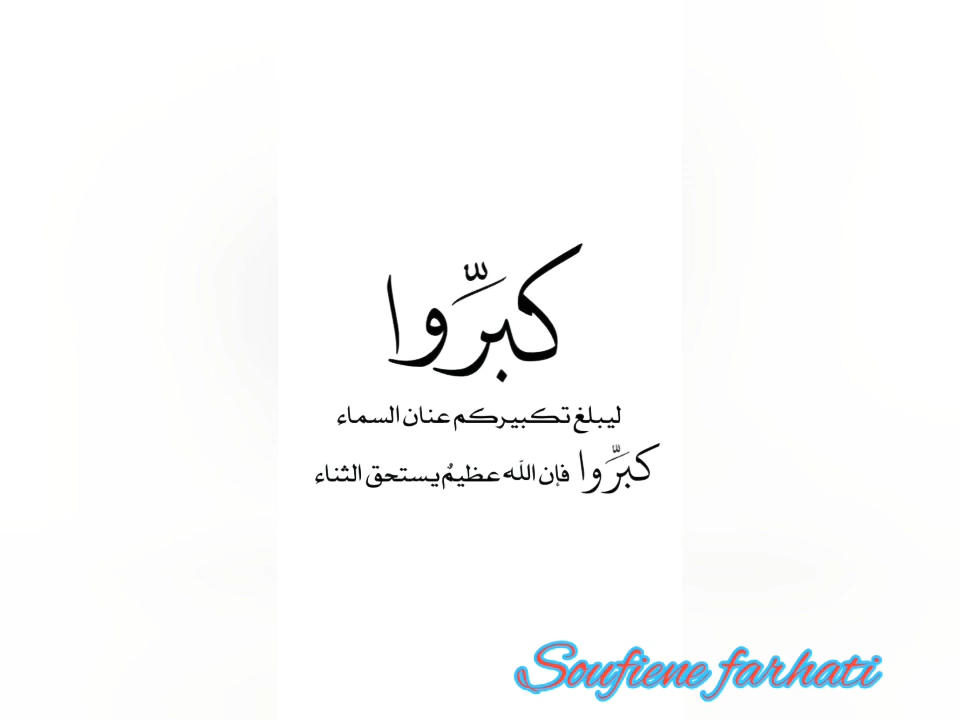 كبّروا
ليبلغ تكبيركم عنان السماء
كبّروا فإن الله عظيمٌ يستحق الثناء
Soufiene farhati